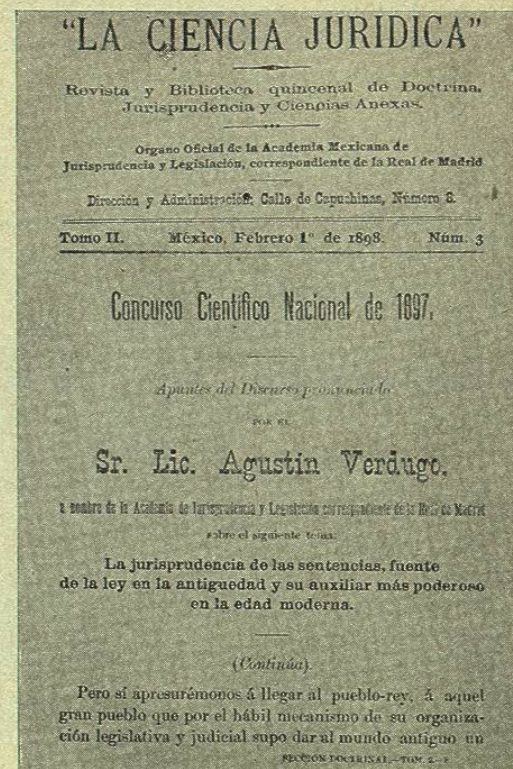 "LA CIENCIA JURIDICA"
Revista y Biblioteca quincenal de Doctrina,
Jurisprudencia y Ciencias Anexas.
Organo Oficial de la Academia Mexicana de
Jurisprudencia y Legislación, correspondiente de la Real de Madrid
Dirección y Administración: Calle de Capuchinas, Número 8.
Tomo II. México, Febrero 1º de 1898. Núm. 3
Concurso Científico Nacional de 1897.
Apuntes del Discurso pronunciado
POR EL
Sr. Lic. Agustín Verdugo.
a nombre de la Academia de Jurisprudencia y Legislación correspondiente de la Real de Madrid
sobre el siguiente tema:
La jurisprudencia de las sentencias, fuente
de la ley en la antiguedad y su auxiliar más poderoso
en la edad moderna.
(Continúa).
Pero sí apresurémonos á llegar al pueblo-rey, á aquel
gran pueblo que por el hábil mecanismo de su organiza-
ción legislativa y judicial supo dar al mundo antiguo un
SECCIÓN DOCTRINAL.—TOM. 2.—